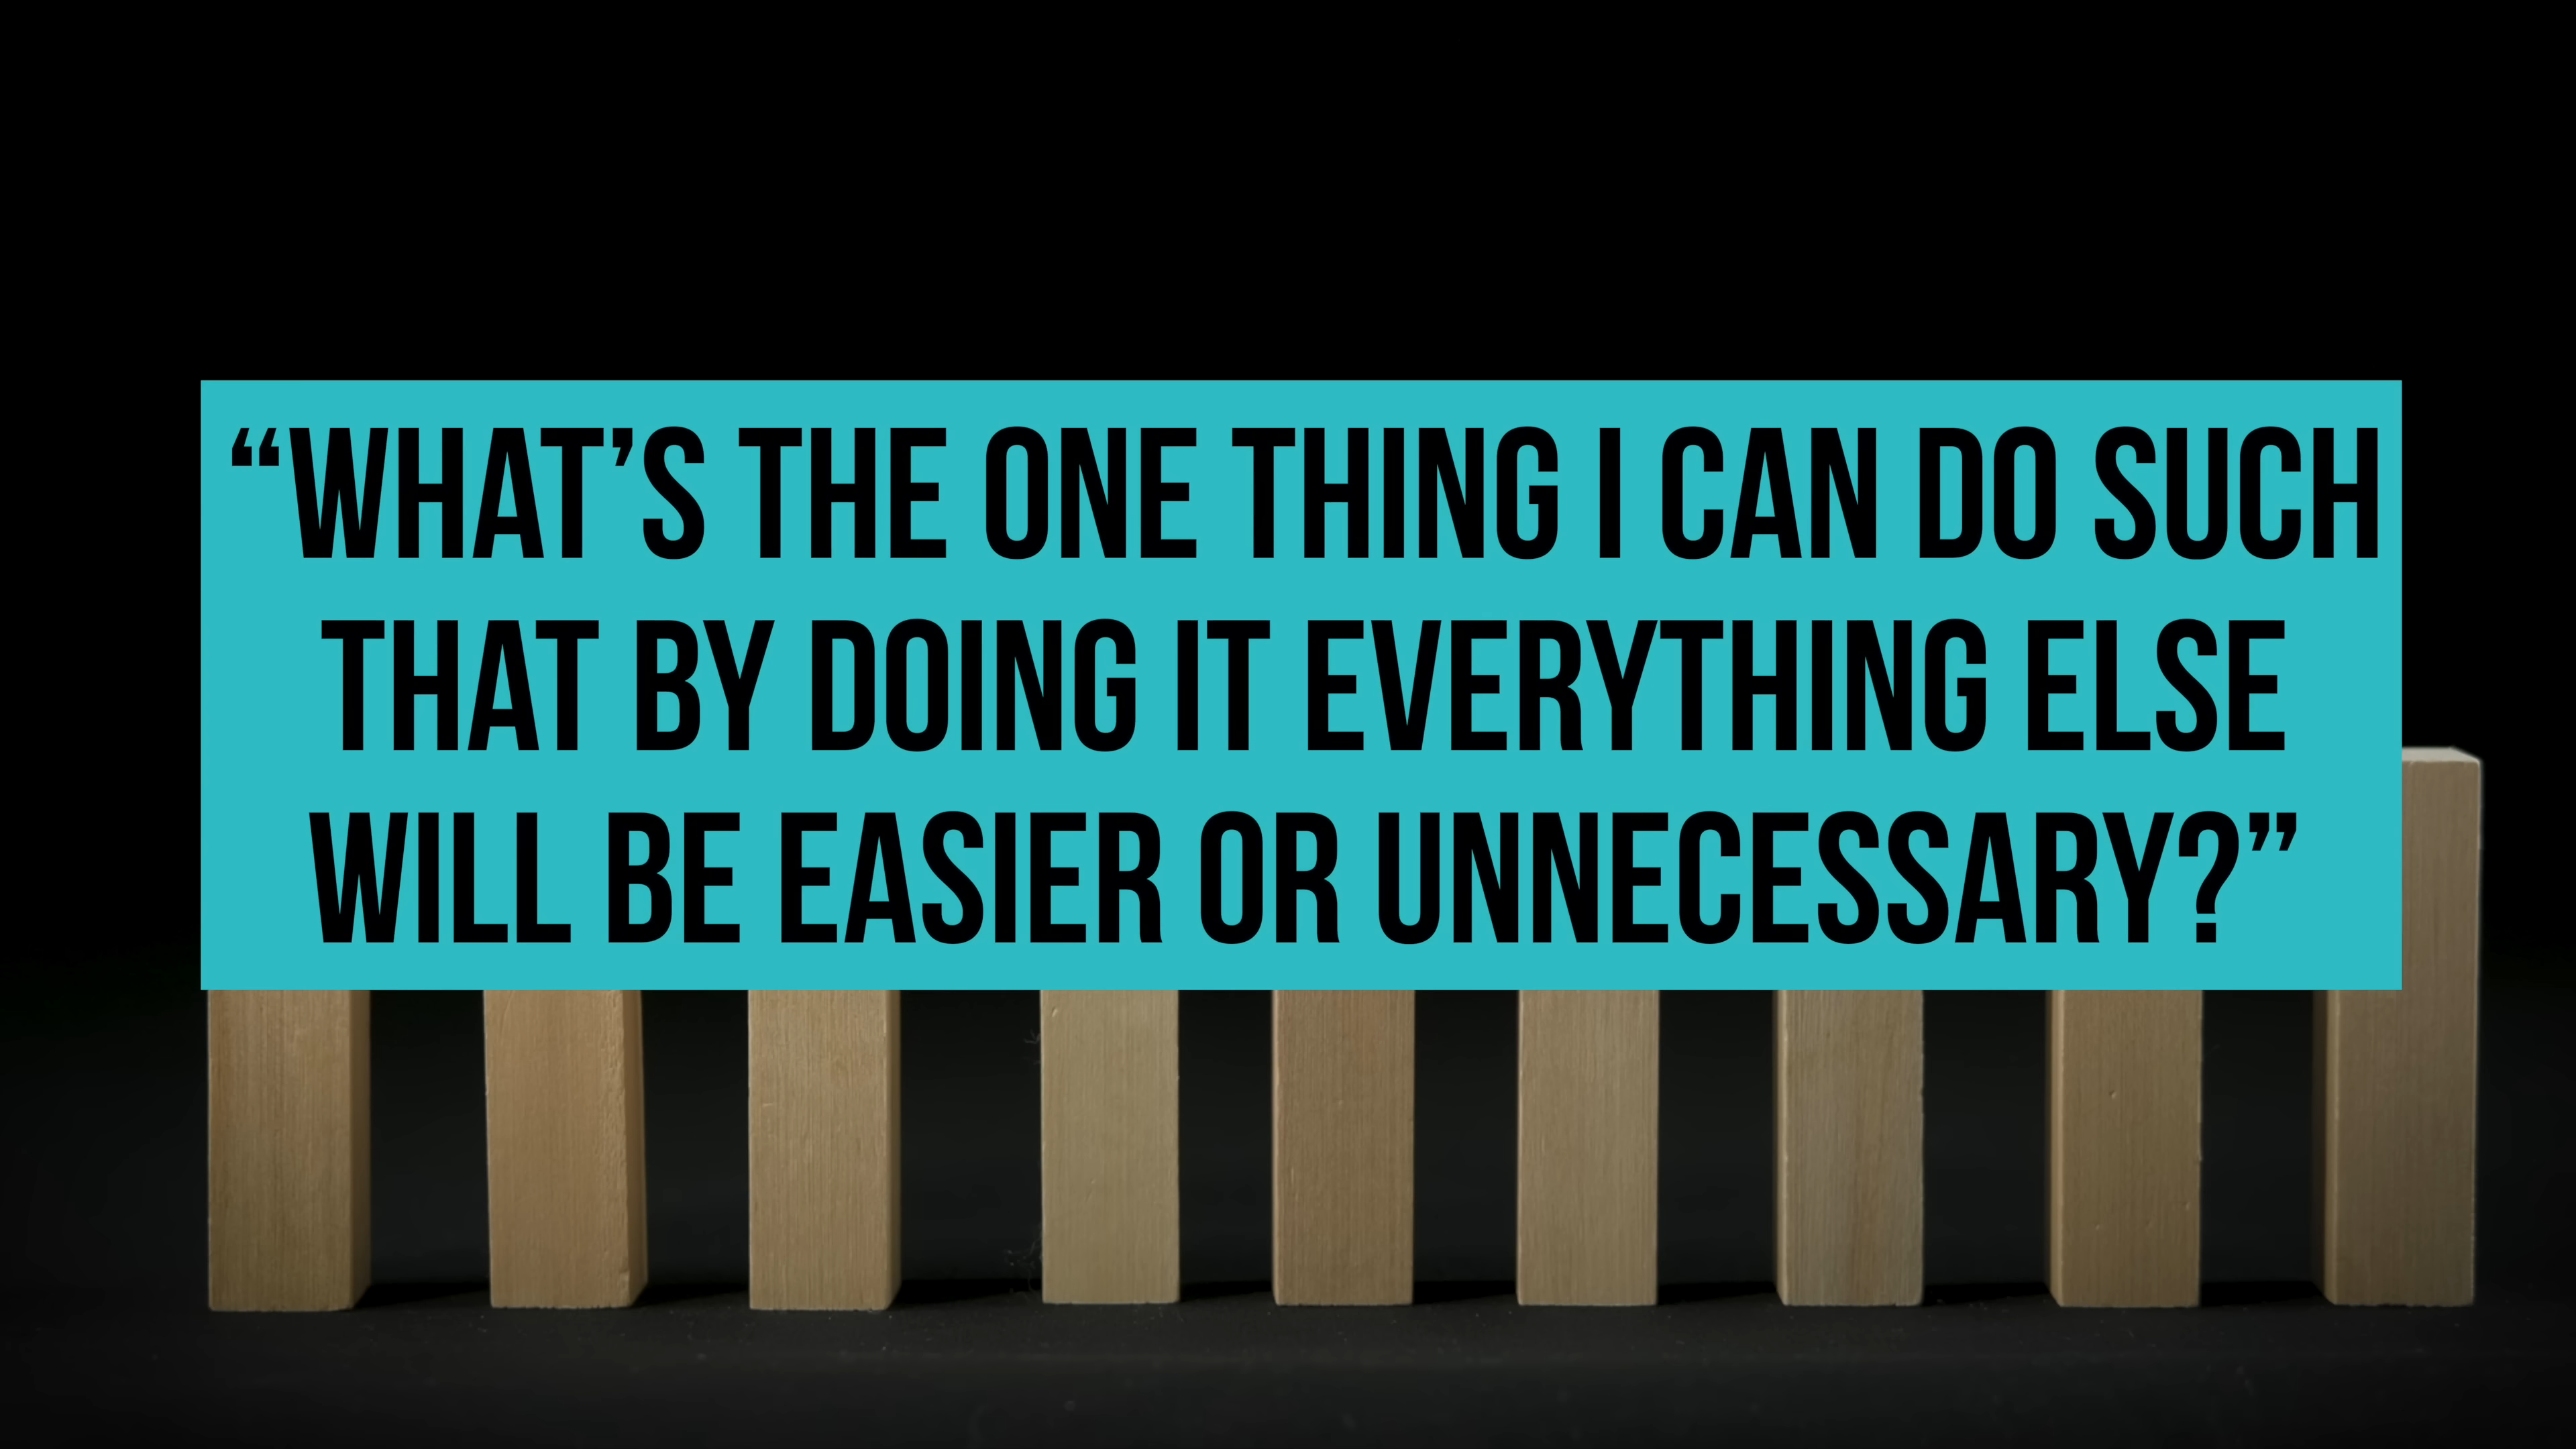 “WHAT’S THE ONE THING I CAN DO SUCH
THAT BY DOING IT EVERYTHING ELSE
WILL BE EASIER OR UNNECESSARY?”